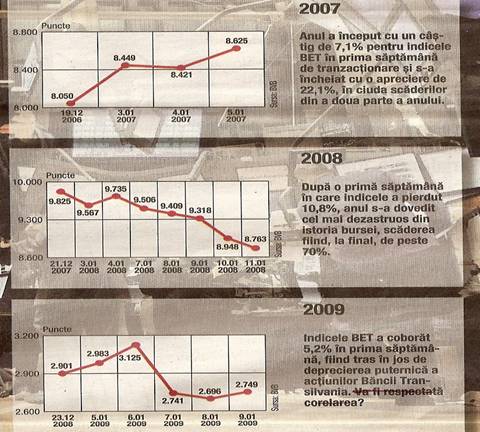 2007
Puncte
8.800
8.400
8.000
8.050
8.449
8.421
8.625
19.12
2006
3.01
2007
4.01
2007
5.01
2007
Sursa: BVB
Anul a început cu un câş-
tig de 7,1% pentru indicele
BET în prima săptămână
de tranzacţionare şi s-a
încheiat cu o apreciere de
22,1%, în ciuda scăderilor
din a doua parte a anului.
2008
Puncte
10.000
9.300
8.600
9.825
9.567
9.735
9.506
9.409
9.318
8.948
8.763
21.12
2007
3.01
2008
4.01
2008
7.01
2008
8.01
2008
9.01
2008
10.01
2008
11.01
2008
Sursa: BVB
După o primă săptămână
în care indicele a pierdut
10,8%, anul s-a dovedit
cel mai dezastruos din
istoria bursei, scăderea
fiind, la final, de peste
70%.
2009
Puncte
3.200
2.900
2.600
2.901
2.983
3.125
2.741
2.696
2.749
23.12
2008
5.01
2009
6.01
2009
7.01
2009
8.01
2009
9.01
2009
Sursa: BVB
Indicele BET a coborât
5,2% în prima săptămâ-
nă, fiind tras în jos de
deprecierea puternică a
acţiunilor Băncii Tran-
silvania. Va fi respectată
corelarea?